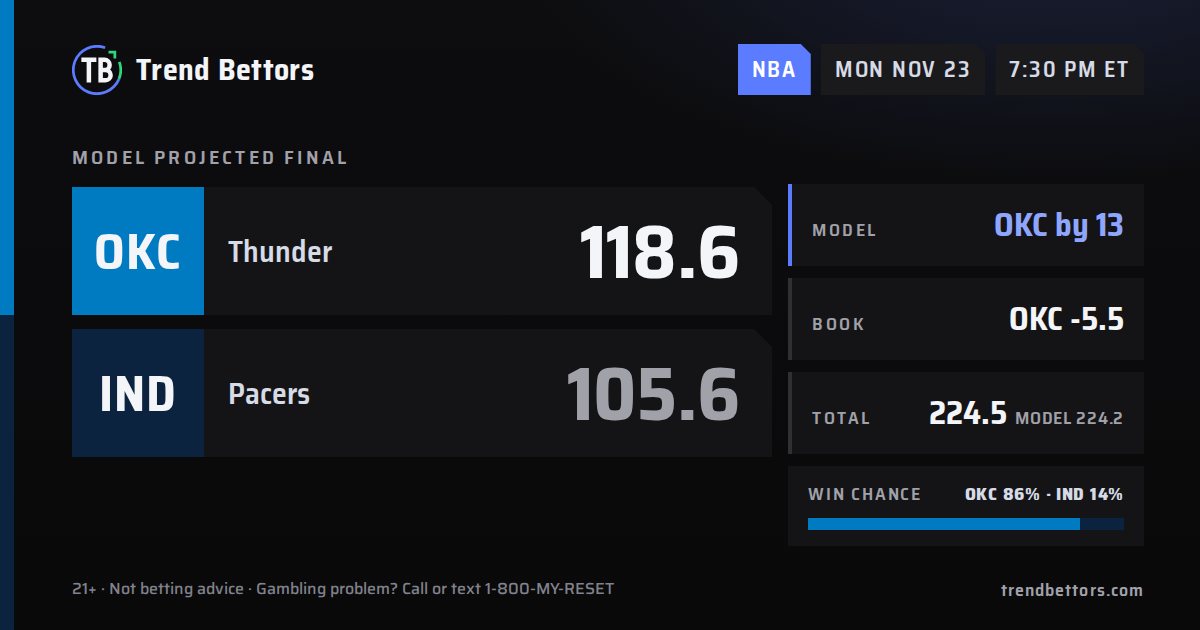 TB Trend Bettors
NBA MON NOV 23 7:30 PM ET
MODEL PROJECTED FINAL
OKC Thunder 118.6
IND Pacers 105.6
MODEL OKC by 13
BOOK OKC -5.5
TOTAL 224.5 MODEL 224.2
WIN CHANCE OKC 86% · IND 14%
21+ · Not betting advice · Gambling problem? Call or text 1-800-MY-RESET
trendbettors.com